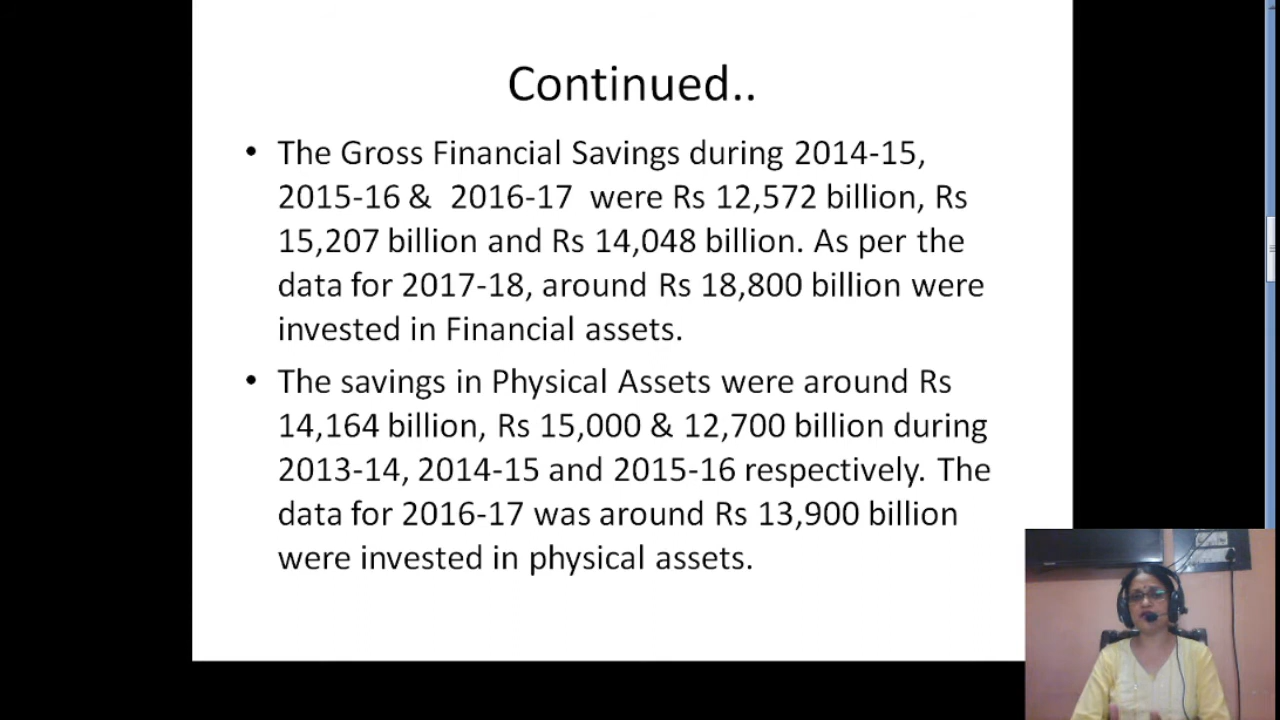 Continued..
• The Gross Financial Savings during 2014-15,
2015-16 & 2016-17 were Rs 12,572 billion, Rs
15,207 billion and Rs 14,048 billion. As per the
data for 2017-18, around Rs 18,800 billion were
invested in Financial assets.
• The savings in Physical Assets were around Rs
14,164 billion, Rs 15,000 & 12,700 billion during
2013-14, 2014-15 and 2015-16 respectively. The
data for 2016-17 was around Rs 13,900 billion
were invested in physical assets.